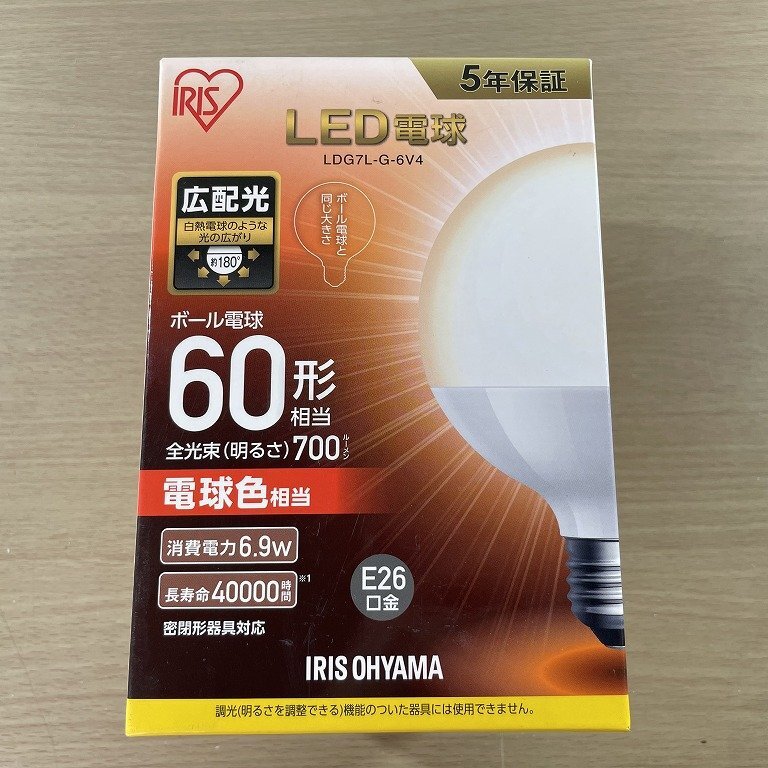 IRIS
5年保証
LED電球
LDG7L-G-6V4
広配光
白熱電球のような
光の広がり
約180°
ボール電球と
同じ大きさ
ボール電球
60形相当
全光束(明るさ)700ルーメン
電球色相当
消費電力6.9W
長寿命40000時間※1
密閉形器具対応
E26
口金
IRIS OHYAMA
調光(明るさを調整できる)機能のついた器具には使用できません。